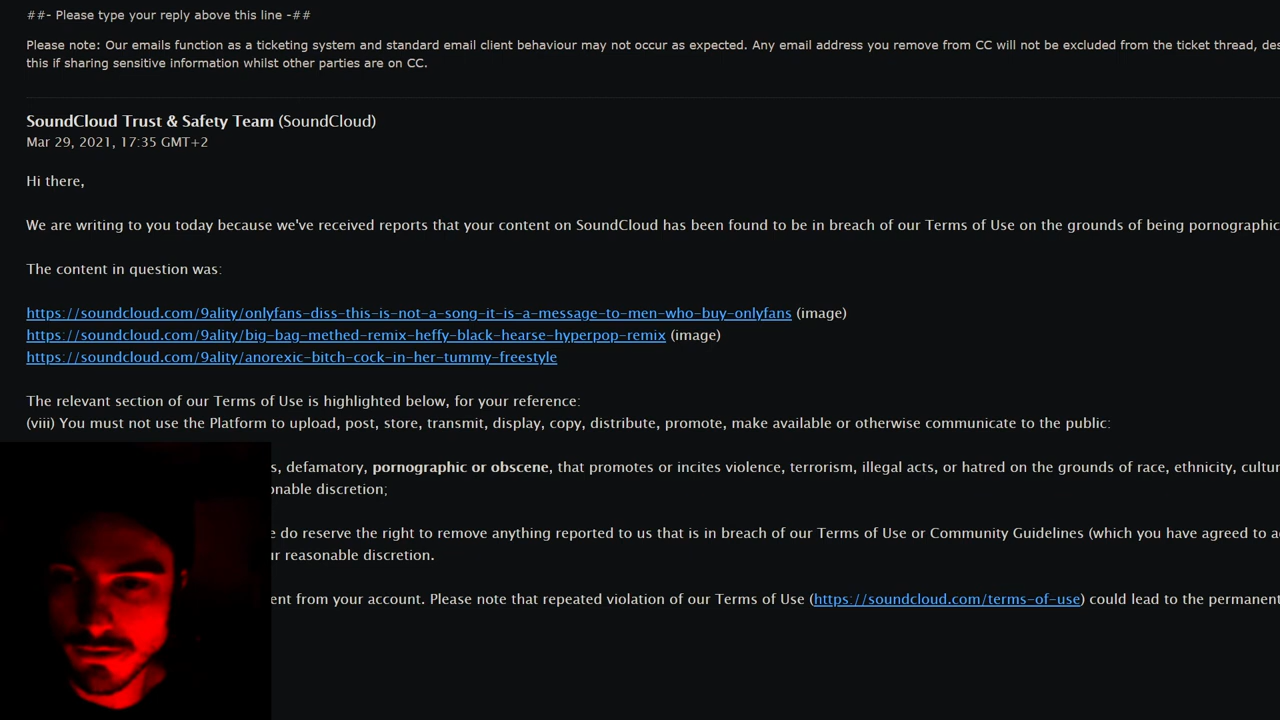 ##- Please type your reply above this line -##
Please note: Our emails function as a ticketing system and standard email client behaviour may not occur as expected. Any email address you remove from CC will not be excluded from the ticket thread,
this if sharing sensitive information whilst other parties are on CC.
SoundCloud Trust & Safety Team (SoundCloud)
Mar 29, 2021, 17:35 GMT+2
Hi there,
We are writing to you today because we've received reports that your content on SoundCloud has been found to be in breach of our Terms of Use on the grounds of being pornographic
The content in question was:
https://soundcloud.com/9ality/onlyfans-diss-this-is-not-a-song-it-is-a-message-to-men-who-buy-onlyfans (image)
https://soundcloud.com/9ality/big-bag-methed-remix-heffy-black-hearse-hyperpop-remix (image)
https://soundcloud.com/9ality/anorexic-bitch-cock-in-her-tummy-freestyle
The relevant section of our Terms of Use is highlighted below, for your reference:
(viii) You must not use the Platform to upload, post, store, transmit, display, copy, distribute, promote, make available or otherwise communicate to the public:
defamatory, pornographic or obscene, that promotes or incites violence, terrorism, illegal acts, or hatred on the grounds of race, ethnicity,
discretion;
do reserve the right to remove anything reported to us that is in breach of our Terms of Use or Community Guidelines (which you have agreed to
reasonable discretion.
from your account. Please note that repeated violation of our Terms of Use (https://soundcloud.com/terms-of-use) could lead to the permanent